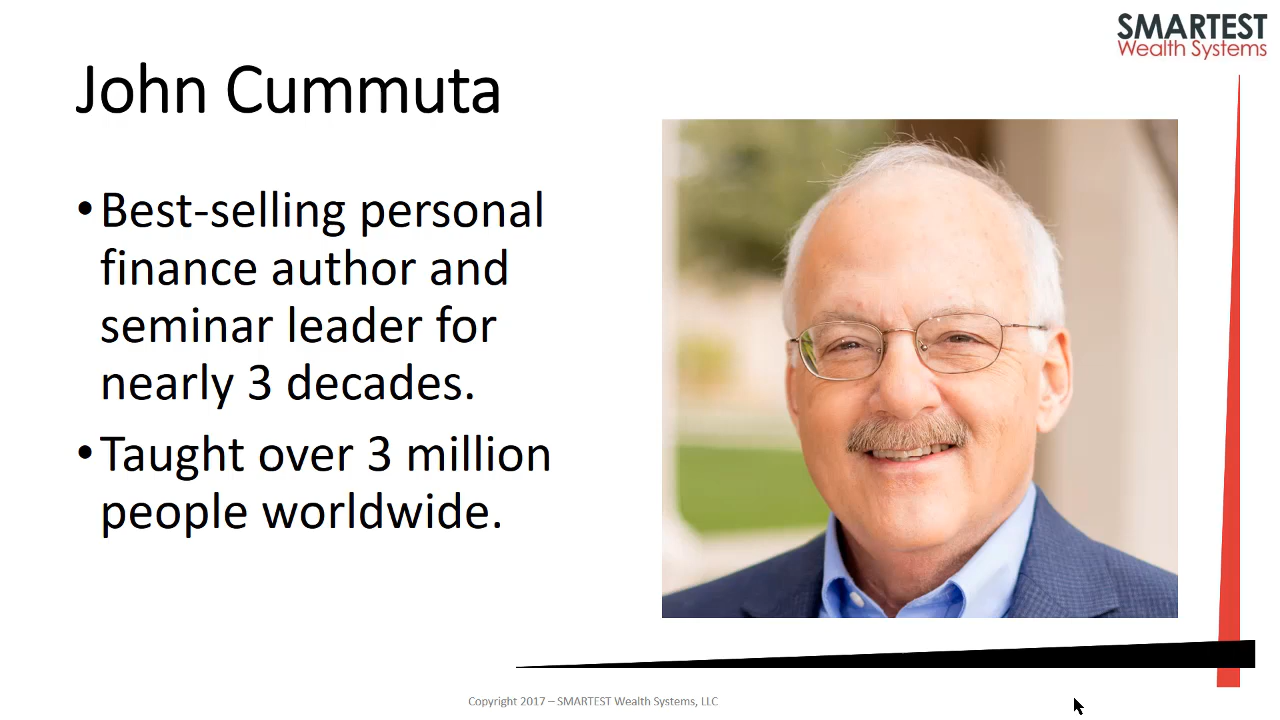 SMARTEST
Wealth Systems
John Cummuta
•Best-selling personal
finance author and
seminar leader for
nearly 3 decades.
•Taught over 3 million
people worldwide.
Copyright 2017 – SMARTEST Wealth Systems, LLC